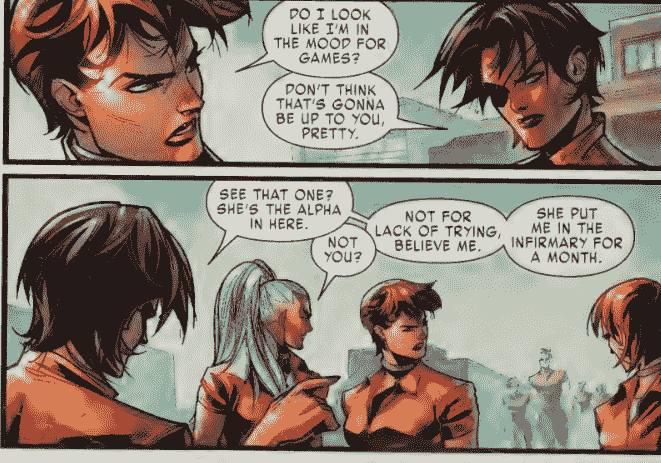 DO I LOOK
LIKE I'M IN
THE MOOD FOR
GAMES?
DON'T THINK
THAT'S GONNA
BE UP TO YOU,
PRETTY.
SEE THAT ONE?
SHE'S THE ALPHA
IN HERE.
NOT
YOU?
NOT FOR
LACK OF TRYING,
BELIEVE ME.
SHE PUT
ME IN THE
INFIRMARY FOR
A MONTH.